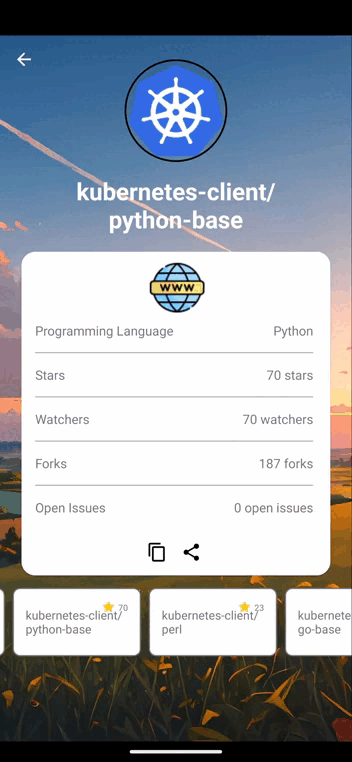 kubernetes-client/
python-base
WWW
Programming Language Python
Stars 70 stars
Watchers 70 watchers
Forks 187 forks
Open Issues 0 open issues
70
kubernetes-client/
python-base
23
kubernetes-client/
perl
kubernete
go-base